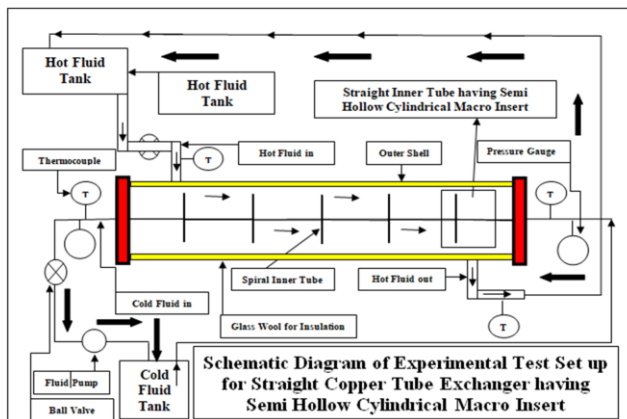 Hot Fluid
Tank
Hot Fluid
Tank
Straight Inner Tube having Semi
Hollow Cylindrical Macro Insert
Thermocouple
T
Hot Fluid in
Outer Shell
Pressure Gauge
T
T
Spiral Inner Tube
Hot Fluid out
Cold Fluid in
Glass Wool for Insulation
T
Fluid Pump
Ball Valve
Cold
Fluid
Tank
Schematic Diagram of Experimental Test Set up
for Straight Copper Tube Exchanger having
Semi Hollow Cylindrical Macro Insert